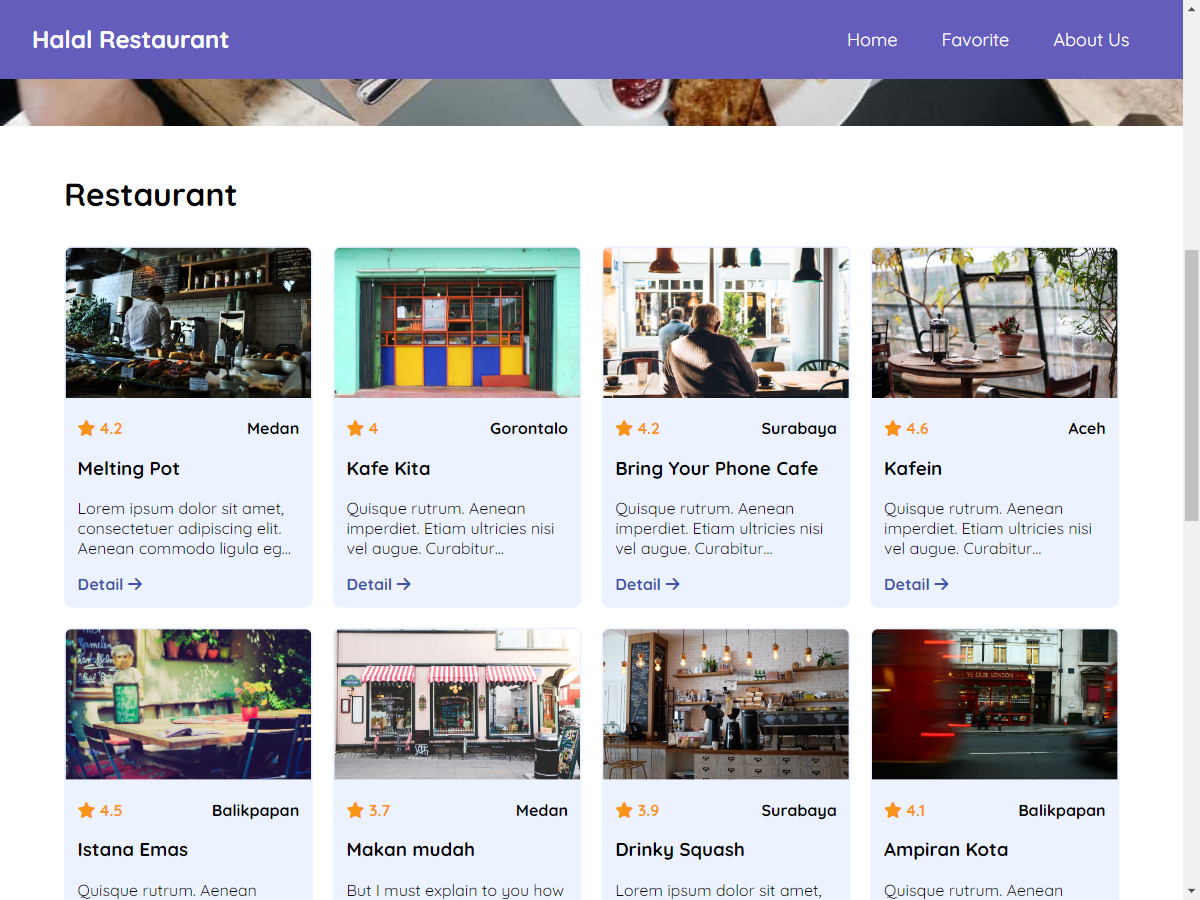 Halal Restaurant
Home
Favorite
About Us
Restaurant
4.2
Medan
Melting Pot
Lorem ipsum dolor sit amet,
consectetuer adipiscing elit.
Aenean commodo ligula eg...
Detail →
4
Gorontalo
Kafe Kita
Quisque rutrum. Aenean
imperdiet. Etiam ultricies nisi
vel augue. Curabitur...
Detail →
4.2
Surabaya
Bring Your Phone Cafe
Quisque rutrum. Aenean
imperdiet. Etiam ultricies nisi
vel augue. Curabitur...
Detail →
4.6
Aceh
Kafein
Quisque rutrum. Aenean
imperdiet. Etiam ultricies nisi
vel augue. Curabitur...
Detail →
4.5
Balikpapan
Istana Emas
Quisque rutrum. Aenean
3.7
Medan
Makan mudah
But I must explain to you how
3.9
Surabaya
Drinky Squash
Lorem ipsum dolor sit amet,
YE OLDE LONDON
4.1
Balikpapan
Ampiran Kota
Quisque rutrum. Aenean